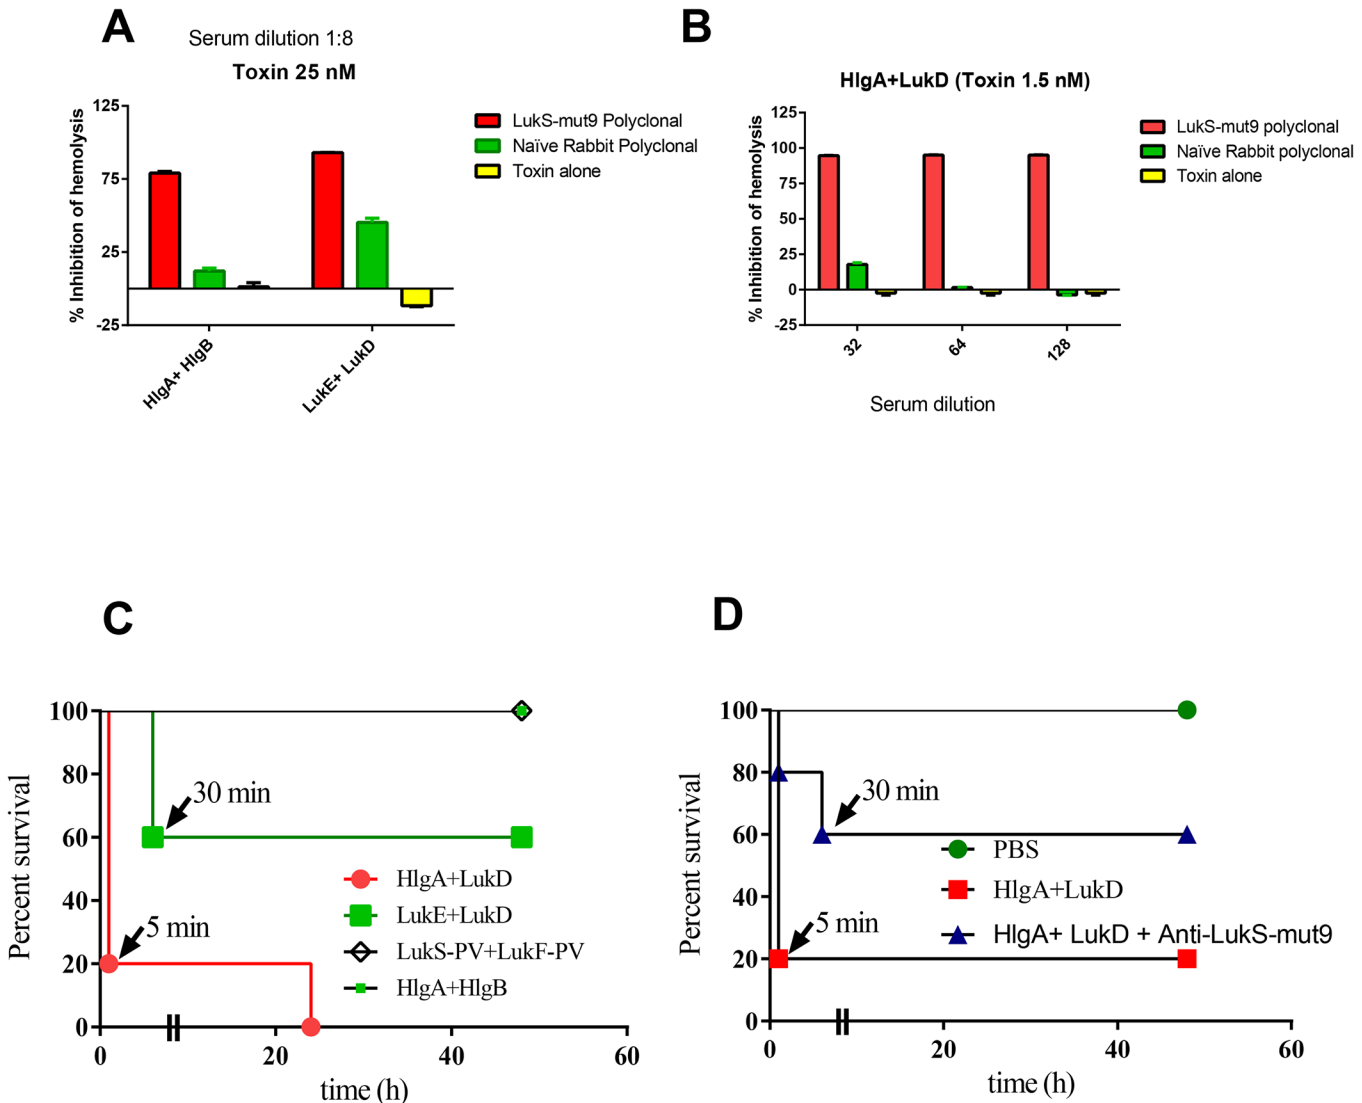 A
Serum dilution 1:8
Toxin 25 nM
% Inhibition of hemolysis
125
75
25
-25
HlgA+ HlgB
LukE+ LukD
LukS-mut9 Polyclonal
Naïve Rabbit Polyclonal
Toxin alone
B
HlgA+LukD (Toxin 1.5 nM)
% Inhibition of hemolysis
125
100
75
50
25
0
-25
32
64
128
Serum dilution
LukS-mut9 polyclonal
Naïve Rabbit polyclonal
Toxin alone
C
Percent survival
100
80
60
40
20
0
30 min
5 min
HlgA+LukD
LukE+LukD
LukS-PV+LukF-PV
HlgA+HlgB
0
20
40
60
time (h)
D
Percent survival
100
80
60
40
20
0
30 min
5 min
PBS
HlgA+LukD
HlgA+ LukD + Anti-LukS-mut9
0
20
40
60
time (h)